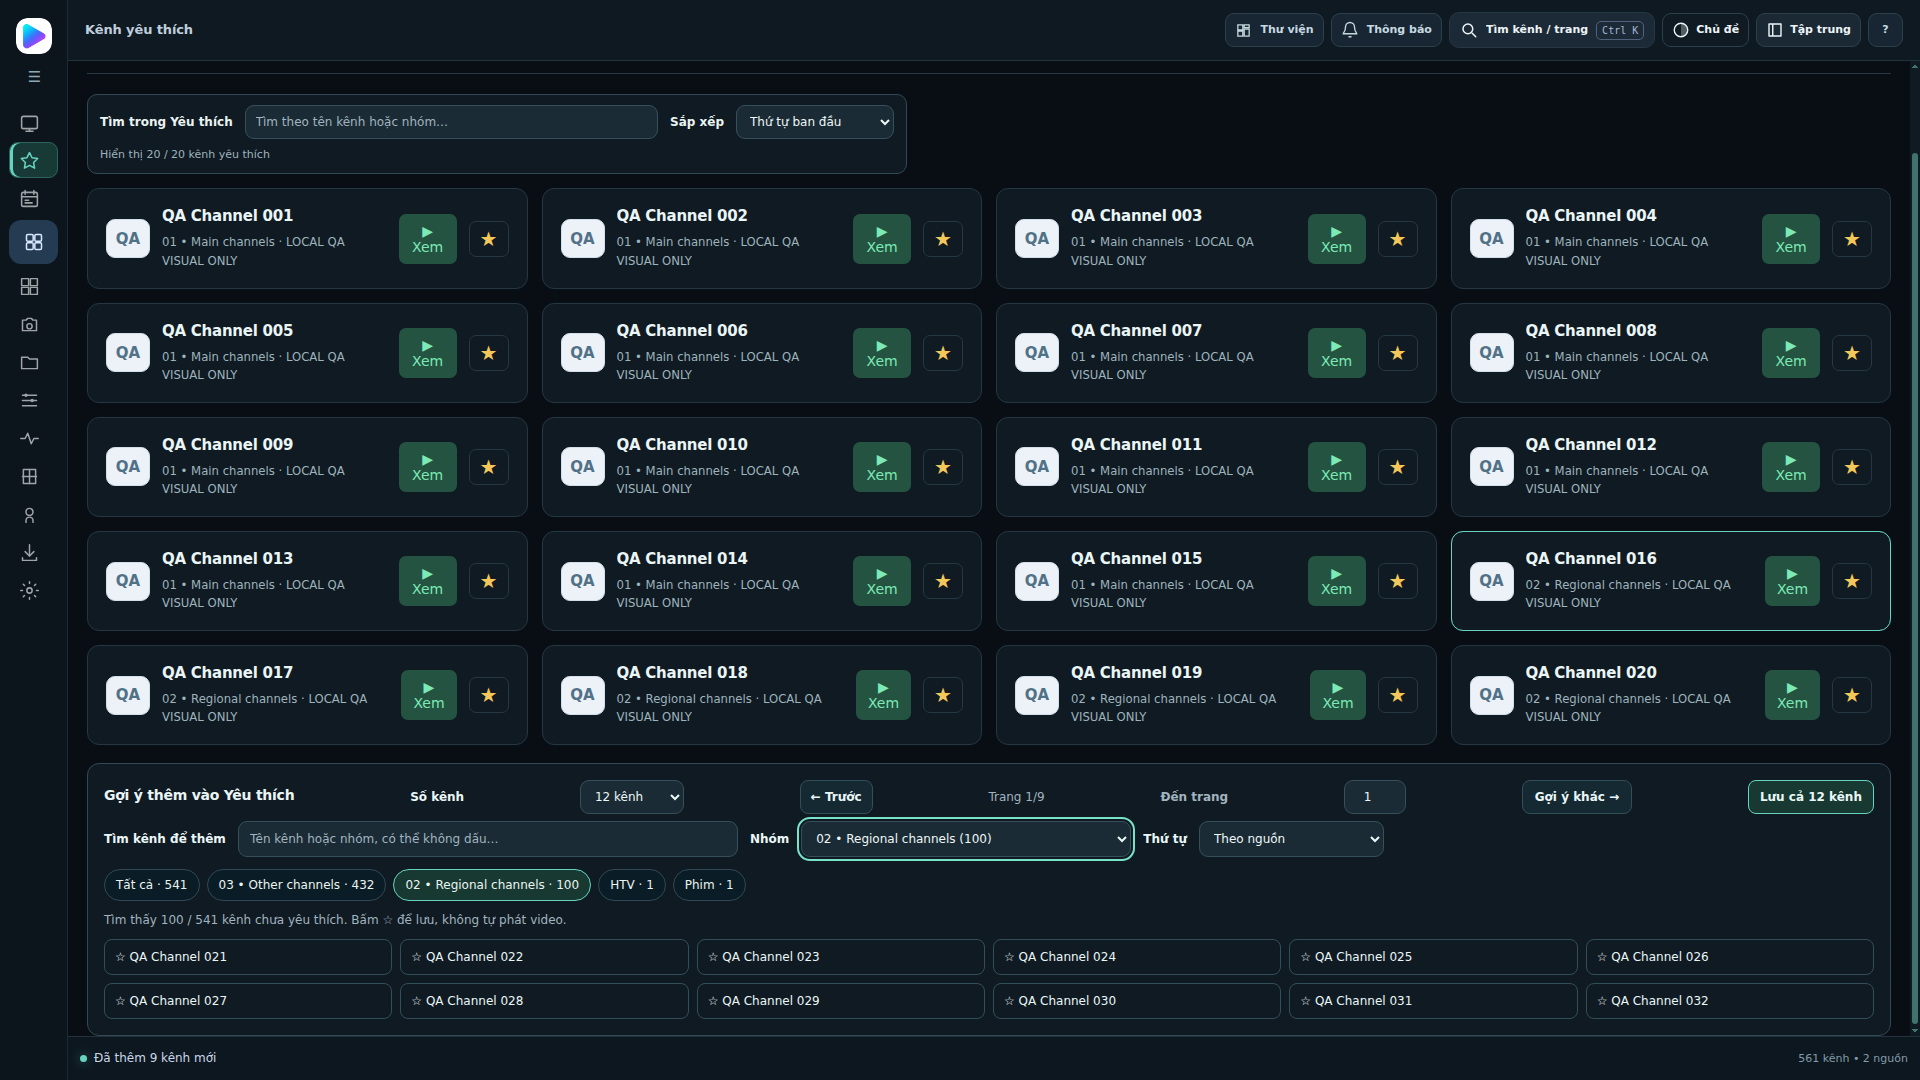 Kênh yêu thích
Thư viện
Thông báo
Tìm kênh / trang Ctrl K
Chủ đề
Tập trung
?
Tìm trong Yêu thích
Tìm theo tên kênh hoặc nhóm...
Sắp xếp
Thứ tự ban đầu
Hiển thị 20 / 20 kênh yêu thích
QA
QA Channel 001
01 • Main channels · LOCAL QA
VISUAL ONLY
▶
Xem
★
QA
QA Channel 002
01 • Main channels · LOCAL QA
VISUAL ONLY
▶
Xem
★
QA
QA Channel 003
01 • Main channels · LOCAL QA
VISUAL ONLY
▶
Xem
★
QA
QA Channel 004
01 • Main channels · LOCAL QA
VISUAL ONLY
▶
Xem
★
QA
QA Channel 005
01 • Main channels · LOCAL QA
VISUAL ONLY
▶
Xem
★
QA
QA Channel 006
01 • Main channels · LOCAL QA
VISUAL ONLY
▶
Xem
★
QA
QA Channel 007
01 • Main channels · LOCAL QA
VISUAL ONLY
▶
Xem
★
QA
QA Channel 008
01 • Main channels · LOCAL QA
VISUAL ONLY
▶
Xem
★
QA
QA Channel 009
01 • Main channels · LOCAL QA
VISUAL ONLY
▶
Xem
★
QA
QA Channel 010
01 • Main channels · LOCAL QA
VISUAL ONLY
▶
Xem
★
QA
QA Channel 011
01 • Main channels · LOCAL QA
VISUAL ONLY
▶
Xem
★
QA
QA Channel 012
01 • Main channels · LOCAL QA
VISUAL ONLY
▶
Xem
★
QA
QA Channel 013
01 • Main channels · LOCAL QA
VISUAL ONLY
▶
Xem
★
QA
QA Channel 014
01 • Main channels · LOCAL QA
VISUAL ONLY
▶
Xem
★
QA
QA Channel 015
01 • Main channels · LOCAL QA
VISUAL ONLY
▶
Xem
★
QA
QA Channel 016
02 • Regional channels · LOCAL QA
VISUAL ONLY
▶
Xem
★
QA
QA Channel 017
02 • Regional channels · LOCAL QA
VISUAL ONLY
▶
Xem
★
QA
QA Channel 018
02 • Regional channels · LOCAL QA
VISUAL ONLY
▶
Xem
★
QA
QA Channel 019
02 • Regional channels · LOCAL QA
VISUAL ONLY
▶
Xem
★
QA
QA Channel 020
02 • Regional channels · LOCAL QA
VISUAL ONLY
▶
Xem
★
Gợi ý thêm vào Yêu thích
Số kênh
12 kênh
← Trước
Trang 1/9
Đến trang
1
Gợi ý khác →
Lưu cả 12 kênh
Tìm kênh để thêm
Tên kênh hoặc nhóm, có thể không dấu...
Nhóm
02 • Regional channels (100)
Thứ tự
Theo nguồn
Tất cả · 541
03 • Other channels · 432
02 • Regional channels · 100
HTV · 1
Phim · 1
Tìm thấy 100 / 541 kênh chưa yêu thích. Bấm ☆ để lưu, không tự phát video.
☆ QA Channel 021
☆ QA Channel 022
☆ QA Channel 023
☆ QA Channel 024
☆ QA Channel 025
☆ QA Channel 026
☆ QA Channel 027
☆ QA Channel 028
☆ QA Channel 029
☆ QA Channel 030
☆ QA Channel 031
☆ QA Channel 032
Đã thêm 9 kênh mới
561 kênh • 2 nguồn